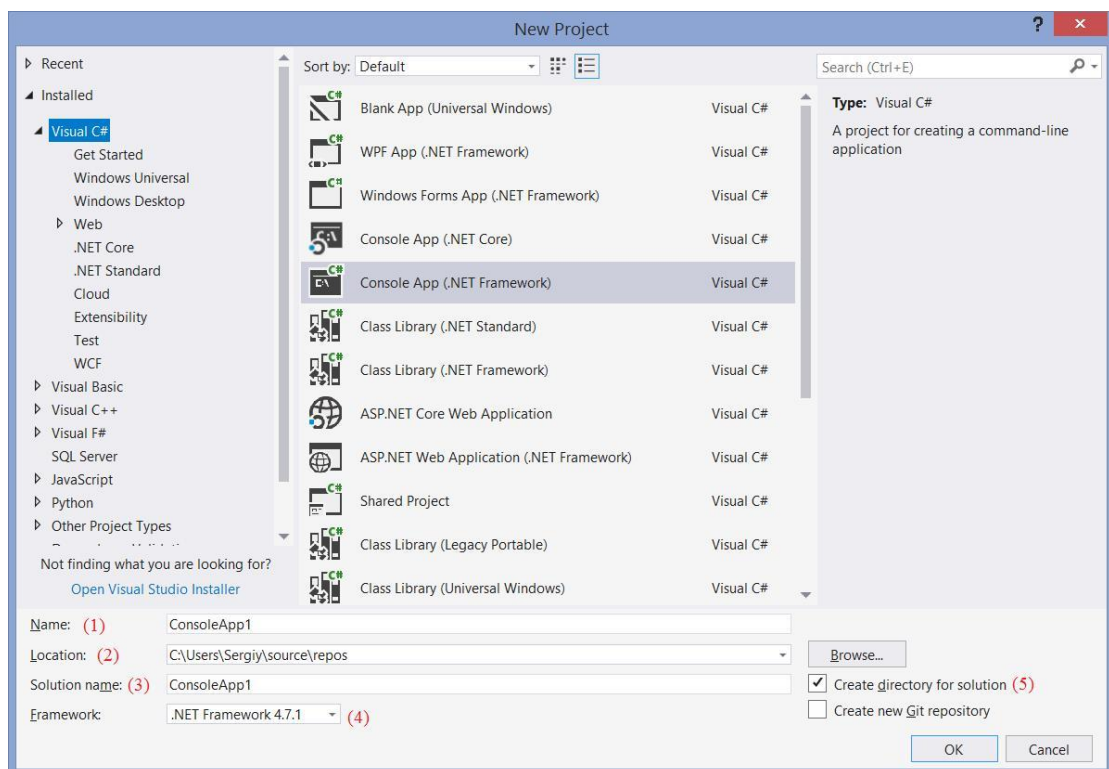 New Project
?
×
Recent
Installed
Visual C#
Get Started
Windows Universal
Windows Desktop
Web
.NET Core
.NET Standard
Cloud
Extensibility
Test
WCF
Visual Basic
Visual C++
Visual F#
SQL Server
JavaScript
Python
Other Project Types
Not finding what you are looking for?
Open Visual Studio Installer
Sort by: Default
Blank App (Universal Windows) Visual C#
WPF App (.NET Framework) Visual C#
Windows Forms App (.NET Framework) Visual C#
Console App (.NET Core) Visual C#
Console App (.NET Framework) Visual C#
Class Library (.NET Standard) Visual C#
Class Library (.NET Framework) Visual C#
ASP.NET Core Web Application Visual C#
ASP.NET Web Application (.NET Framework) Visual C#
Shared Project Visual C#
Class Library (Legacy Portable) Visual C#
Class Library (Universal Windows) Visual C#
Search (Ctrl+E)
Type: Visual C#
A project for creating a command-line
application
Name: (1) ConsoleApp1
Location: (2) C:\Users\Sergiy\source\repos Browse...
Solution name: (3) ConsoleApp1 Create directory for solution (5)
Framework: .NET Framework 4.7.1 (4) Create new Git repository
OK Cancel